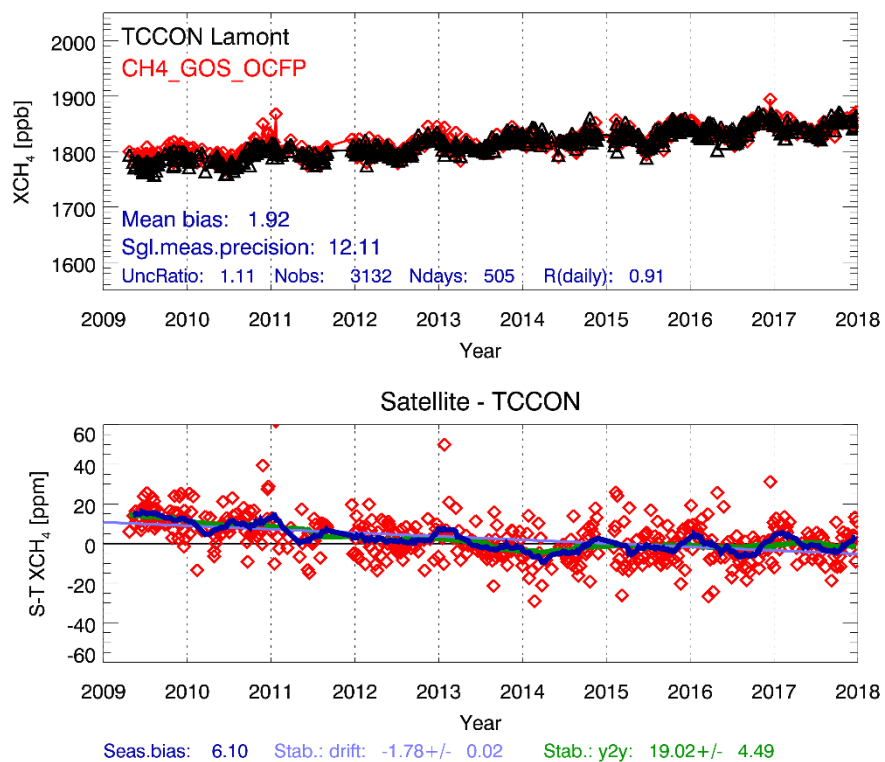 2000
1900
1800
1700
1600
XCH4 [ppb]
TCCON Lamont
CH4_GOS_OCFP
Mean bias: 1.92
Sgl.meas.precision: 12.11
UncRatio: 1.11 Nobs: 3132 Ndays: 505 R(daily): 0.91
2009 2010 2011 2012 2013 2014 2015 2016 2017 2018
Year
Satellite - TCCON
60
40
20
0
-20
-40
-60
S-T XCH4 [ppm]
2009 2010 2011 2012 2013 2014 2015 2016 2017 2018
Year
Seas.bias: 6.10 Stab.: drift: -1.78+/- 0.02 Stab.: y2y: 19.02+/- 4.49